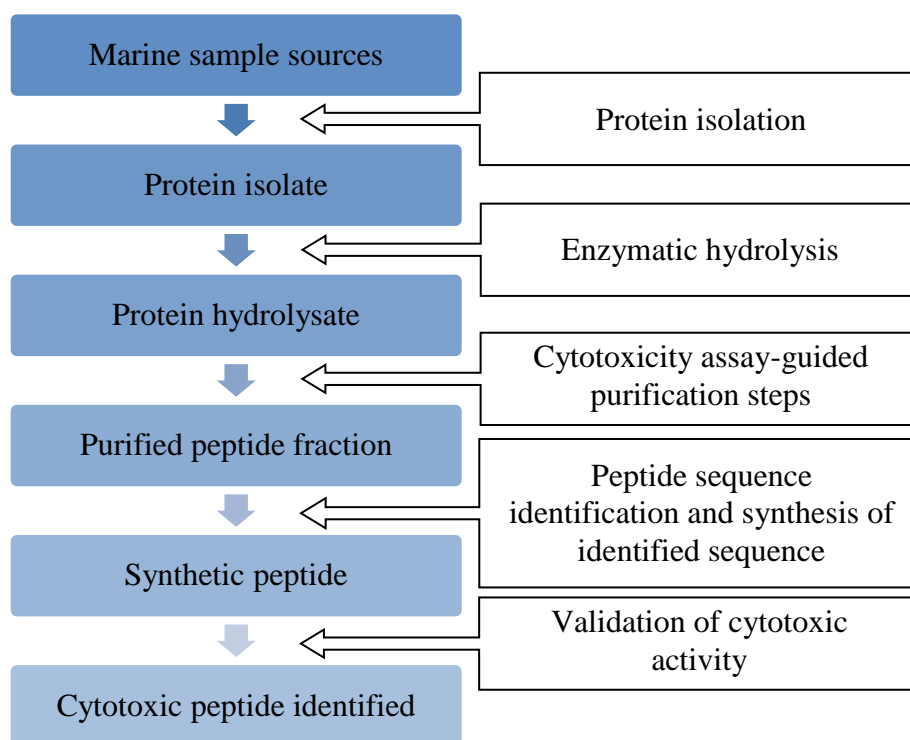 Marine sample sources
Protein isolation
Protein isolate
Enzymatic hydrolysis
Protein hydrolysate
Cytotoxicity assay-guided
purification steps
Purified peptide fraction
Peptide sequence
identification and synthesis of
identified sequence
Synthetic peptide
Validation of cytotoxic
activity
Cytotoxic peptide identified